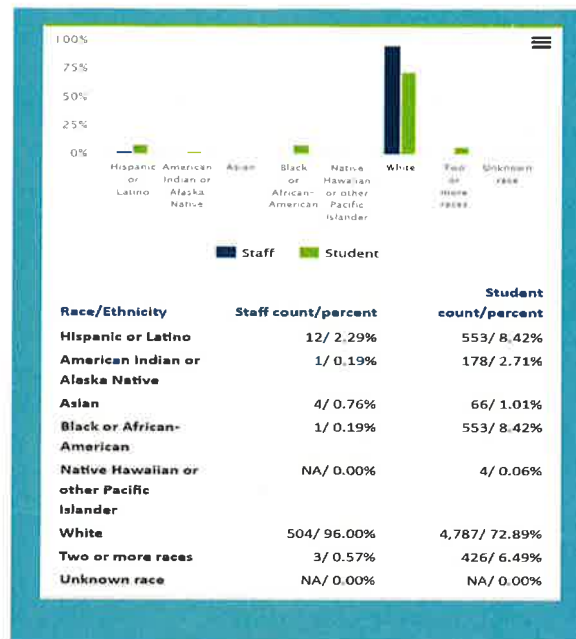 100%
75%
50%
25%
0%
Hispanic or Latino
American Indian or Alaska Native
Asian
Black or African-American
Native Hawaiian or other Pacific Islander
White
Two or more races
Unknown race
Staff Student
Race/Ethnicity Staff count/percent Student count/percent
Hispanic or Latino 12/ 2.29% 553/ 8.42%
American Indian or 1/ 0.19% 178/ 2.71%
Alaska Native
Asian 4/ 0.76% 66/ 1.01%
Black or African- 1/ 0.19% 553/ 8.42%
American
Native Hawaiian or NA/ 0.00% 4/ 0.06%
other Pacific
Islander
White 504/ 96.00% 4,787/ 72.89%
Two or more races 3/ 0.57% 426/ 6.49%
Unknown race NA/ 0.00% NA/ 0.00%